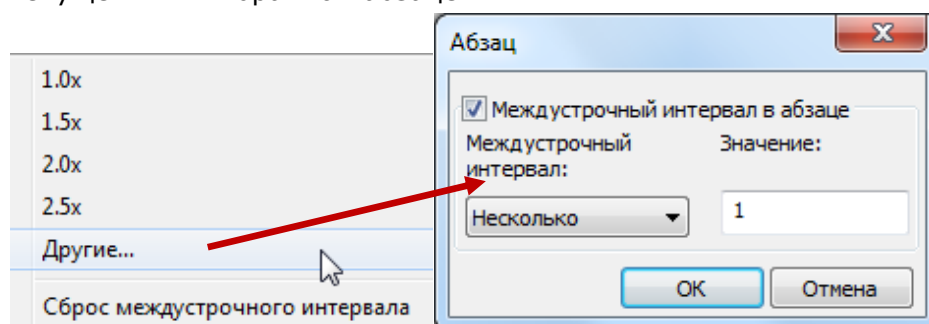 1.0x
1.5x
2.0x
2.5x
Другие...
Сброс междустрочного интервала
Абзац
Междустрочный интервал в абзаце
Междустрочный
интервал:
Значение:
Несколько
1
ОК
Отмена